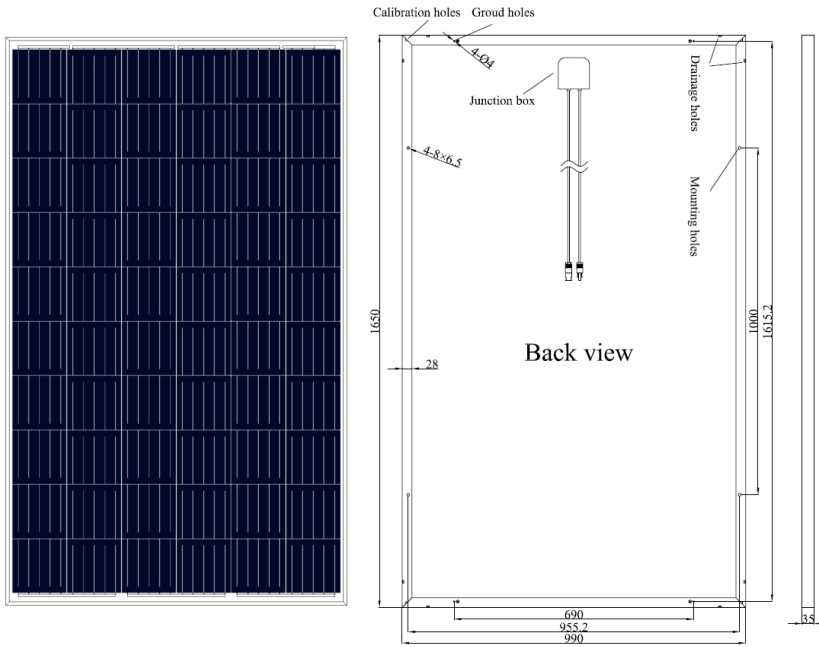 Calibration holes
Groud holes
4-Ø4
Drainage holes
Junction box
4-8×6.5
Mounting holes
1650
1000
1615.2
Back view
28
690
955.2
990
35